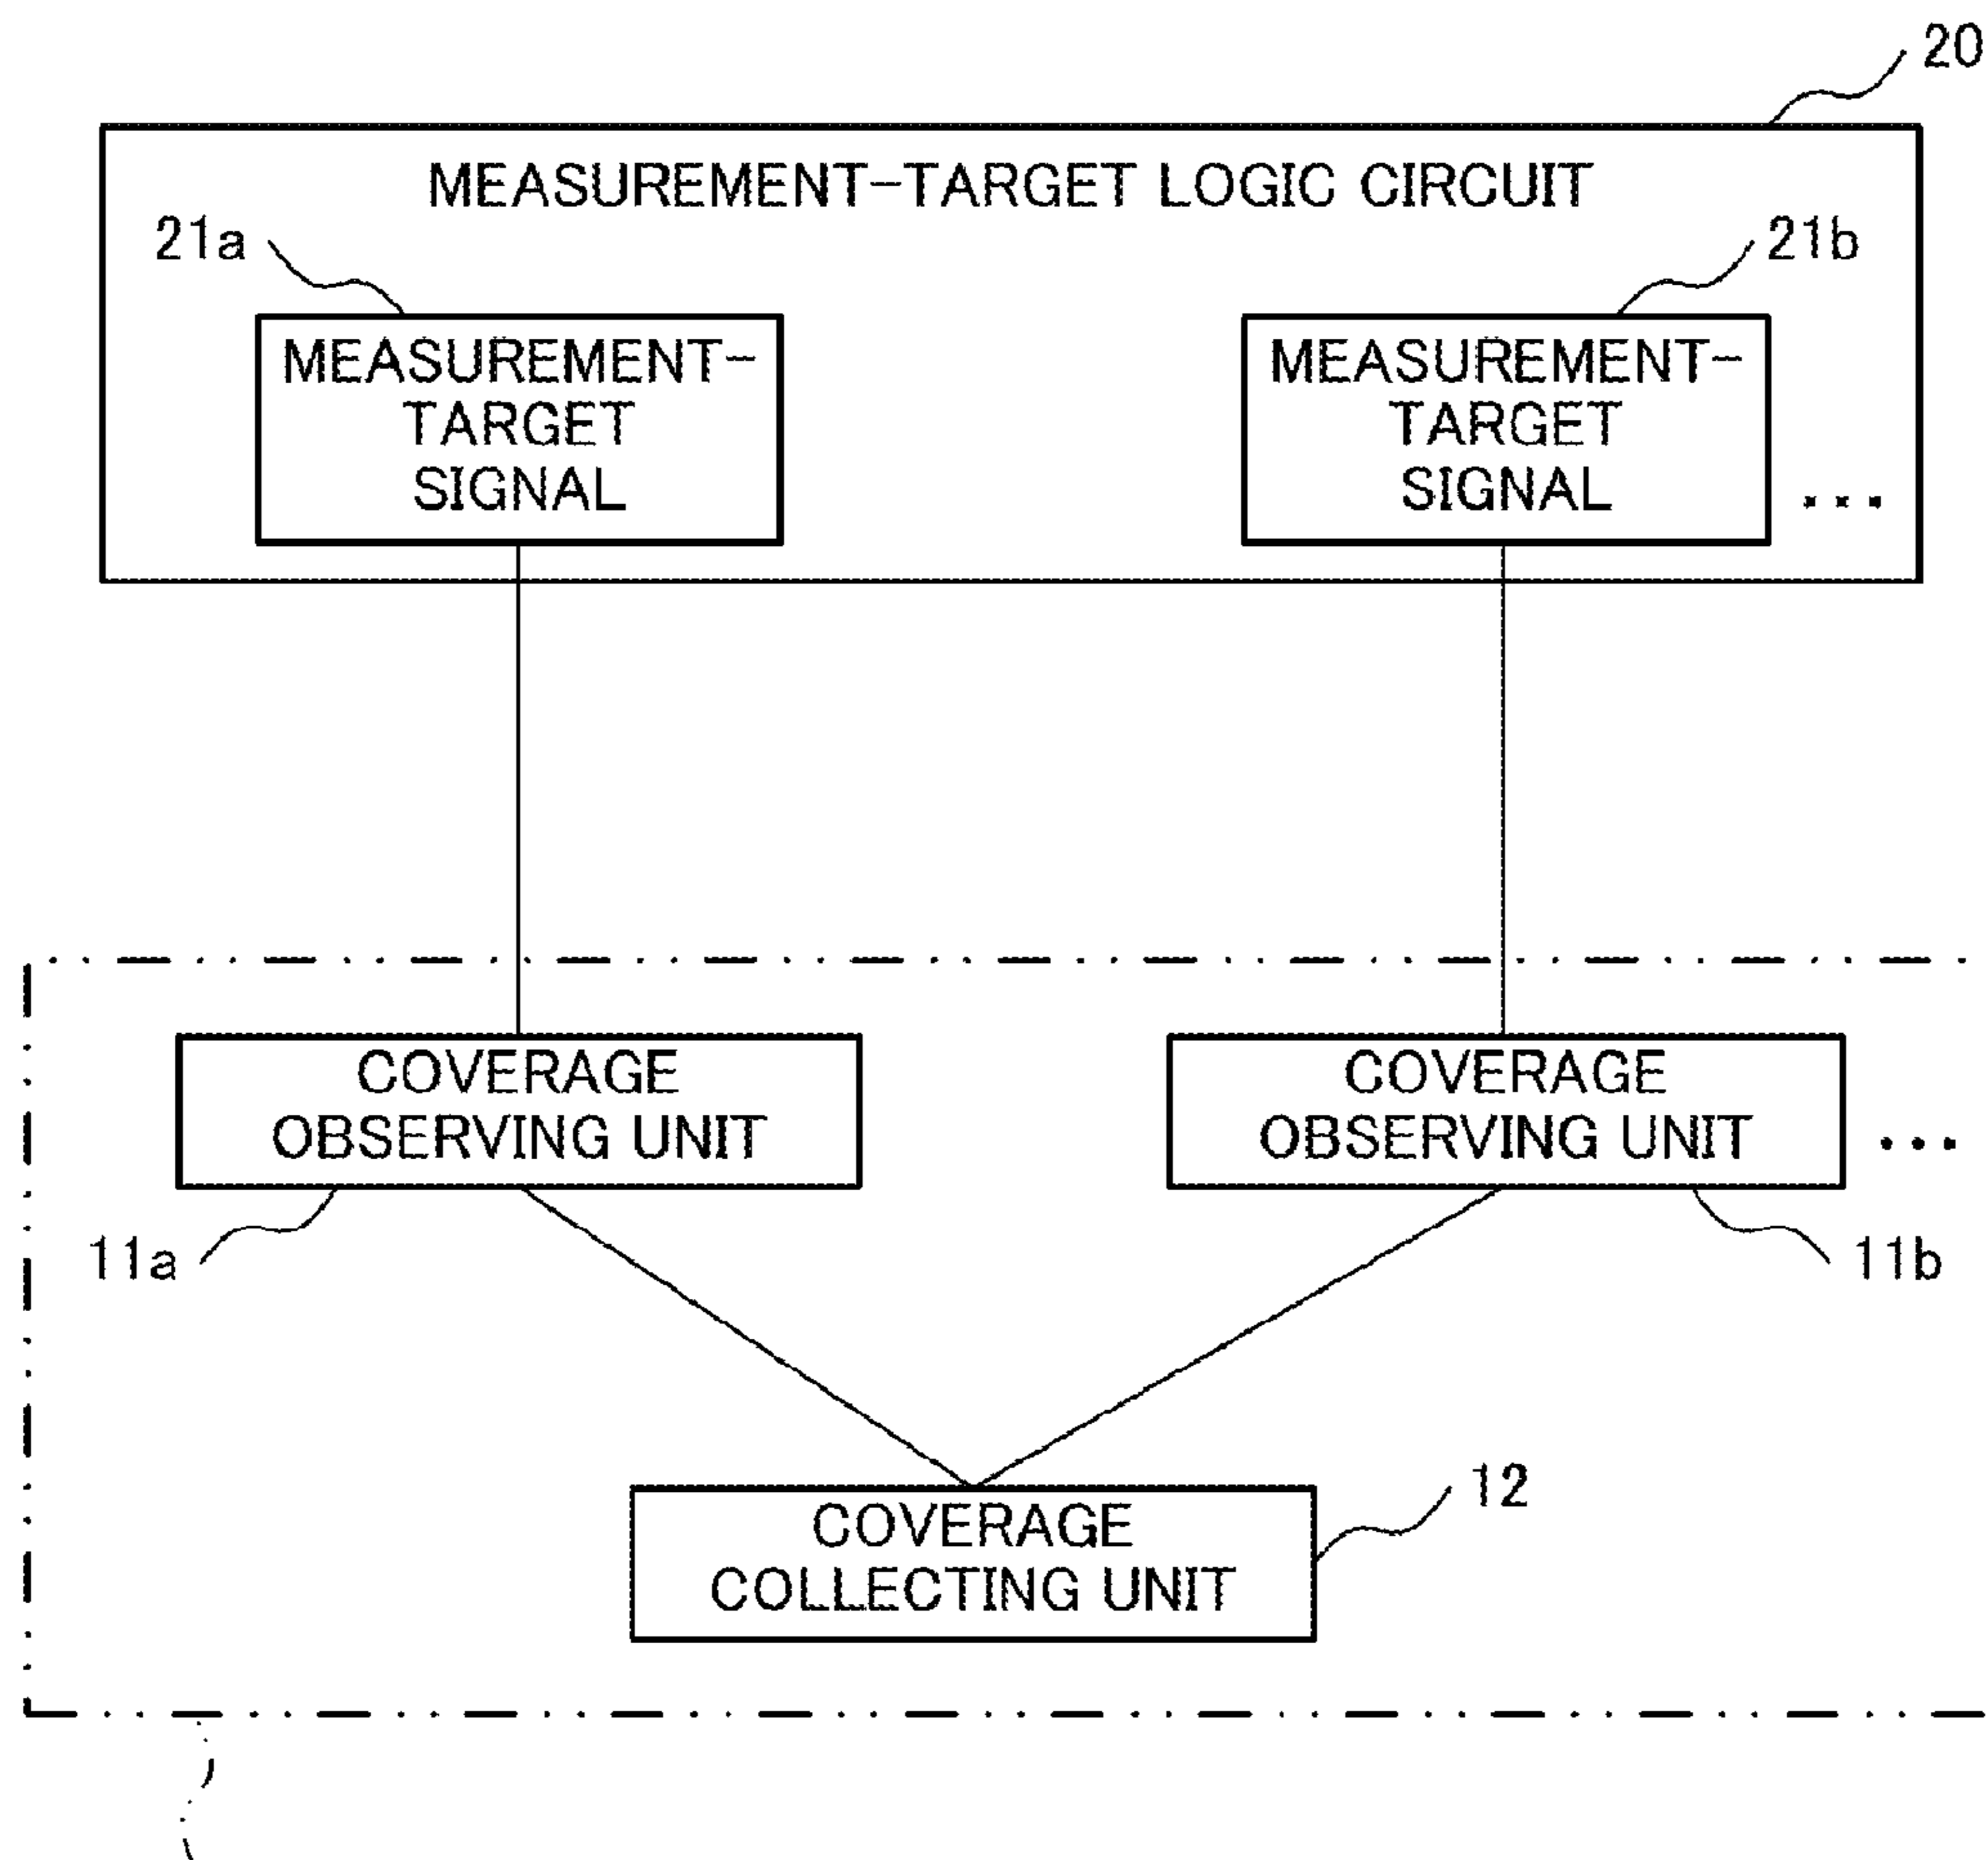 20
MEASUREMENT-TARGET LOGIC CIRCUIT
21a
21b
MEASUREMENT-
TARGET
SIGNAL
MEASUREMENT-
TARGET
SIGNAL
...
COVERAGE
OBSERVING UNIT
COVERAGE
OBSERVING UNIT
...
11a
11b
12
COVERAGE
COLLECTING UNIT